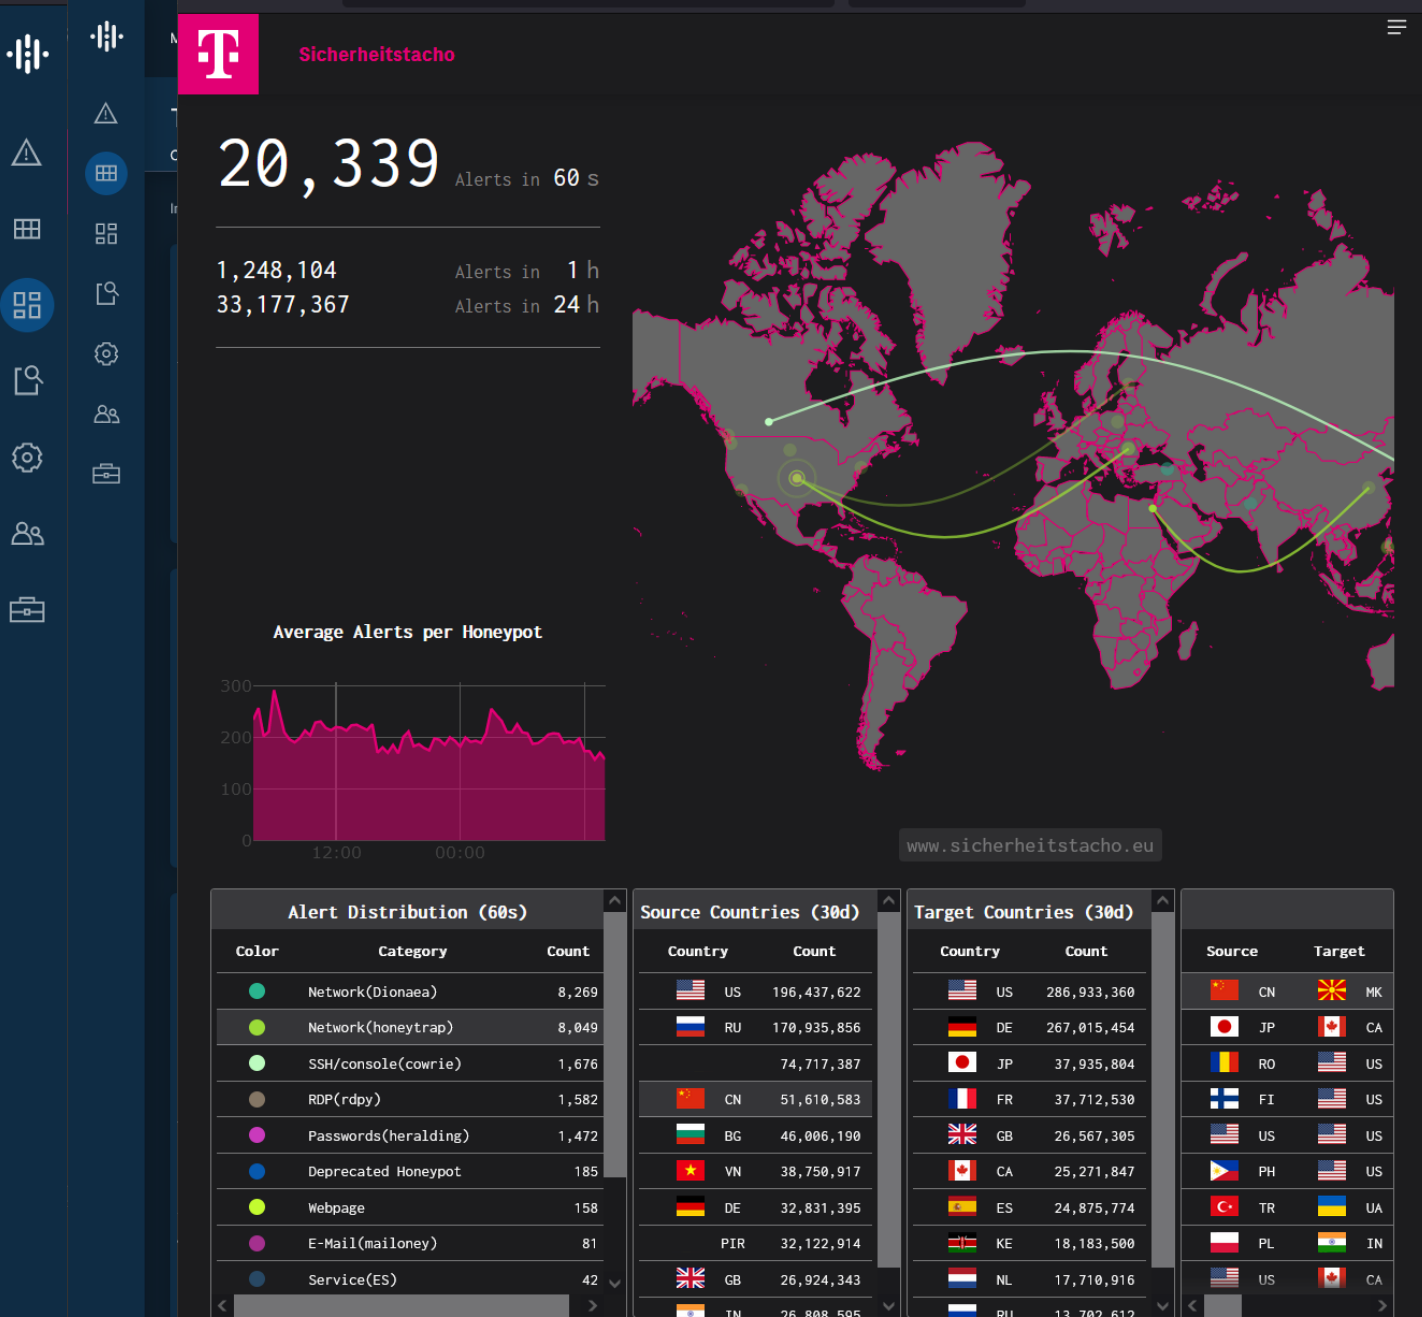 Sicherheitstacho
20,339 Alerts in 60 s
1,248,104 Alerts in 1 h
33,177,367 Alerts in 24 h
Average Alerts per Honeypot
300
200
100
0
12:00 00:00
www.sicherheitstacho.eu
Alert Distribution (60s)
Color Category Count
Network(Dionaea) 8,269
Network(honeytrap) 8,049
SSH/console(cowrie) 1,676
RDP(rdpy) 1,582
Passwords(heralding) 1,472
Deprecated Honeypot 185
Webpage 158
E-Mail(mailoney) 81
Service(ES) 42
Source Countries (30d)
Country Count
US 196,437,622
RU 170,935,856
74,717,387
CN 51,610,583
BG 46,006,190
VN 38,750,917
DE 32,831,395
PIR 32,122,914
GB 26,924,343
IN 26,808,595
Target Countries (30d)
Country Count
US 286,933,360
DE 267,015,454
JP 37,935,804
FR 37,712,530
GB 26,567,305
CA 25,271,847
ES 24,875,774
KE 18,183,500
NL 17,710,916
RU 13,702,612
Source Target
CN MK
JP CA
RO US
FI US
US US
PH US
TR UA
PL IN
US CA